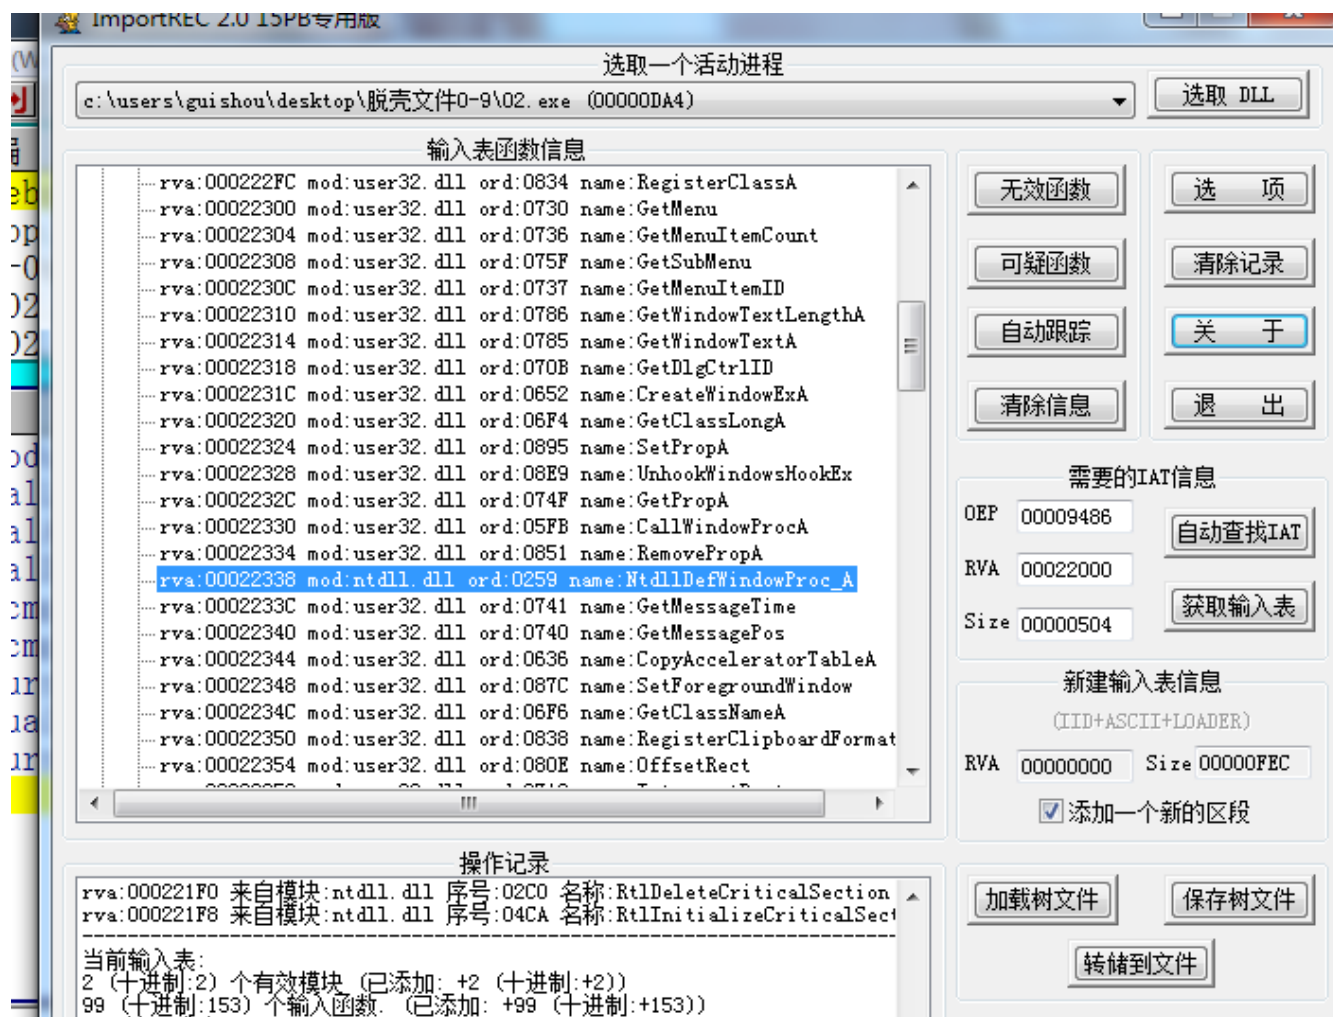 ImportREC 2.0 15PB专用版
选取一个活动进程
c:\users\guishou\desktop\脱壳文件0-9\02.exe (00000DA4)
选取 DLL
输入表函数信息
rva:000222FC mod:user32.dll ord:0834 name:RegisterClassA
rva:00022300 mod:user32.dll ord:0730 name:GetMenu
rva:00022304 mod:user32.dll ord:0736 name:GetMenuItemCount
rva:00022308 mod:user32.dll ord:075F name:GetSubMenu
rva:0002230C mod:user32.dll ord:0737 name:GetMenuItemID
rva:00022310 mod:user32.dll ord:0786 name:GetWindowTextLengthA
rva:00022314 mod:user32.dll ord:0785 name:GetWindowTextA
rva:00022318 mod:user32.dll ord:070B name:GetDlgCtrlID
rva:0002231C mod:user32.dll ord:0652 name:CreateWindowExA
rva:00022320 mod:user32.dll ord:06F4 name:GetClassLongA
rva:00022324 mod:user32.dll ord:0895 name:SetPropA
rva:00022328 mod:user32.dll ord:08E9 name:UnhookWindowsHookEx
rva:0002232C mod:user32.dll ord:074F name:GetPropA
rva:00022330 mod:user32.dll ord:05FB name:CallWindowProcA
rva:00022334 mod:user32.dll ord:0851 name:RemovePropA
rva:00022338 mod:ntdll.dll ord:0259 name:NtdllDefWindowProc_A
rva:0002233C mod:user32.dll ord:0741 name:GetMessageTime
rva:00022340 mod:user32.dll ord:0740 name:GetMessagePos
rva:00022344 mod:user32.dll ord:0636 name:CopyAcceleratorTableA
rva:00022348 mod:user32.dll ord:087C name:SetForegroundWindow
rva:0002234C mod:user32.dll ord:06F6 name:GetClassNameA
rva:00022350 mod:user32.dll ord:0838 name:RegisterClipboardFormat
rva:00022354 mod:user32.dll ord:080E name:OffsetRect
无效函数
选 项
可疑函数
清除记录
自动跟踪
关 于
清除信息
退 出
需要的IAT信息
OEP 00009486
自动查找IAT
RVA 00022000
获取输入表
Size 00000504
新建输入表信息
(IID+ASCII+LOADER)
RVA 00000000 Size 00000FEC
添加一个新的区段
操作记录
rva:000221F0 来自模块:ntdll.dll 序号:02C0 名称:RtlDeleteCriticalSection
rva:000221F8 来自模块:ntdll.dll 序号:04CA 名称:RtlInitializeCriticalSect
当前输入表:
2 (十进制:2) 个有效模块 (已添加: +2 (十进制:+2))
99 (十进制:153) 个输入函数. (已添加: +99 (十进制:+153))
加载树文件
保存树文件
转储到文件